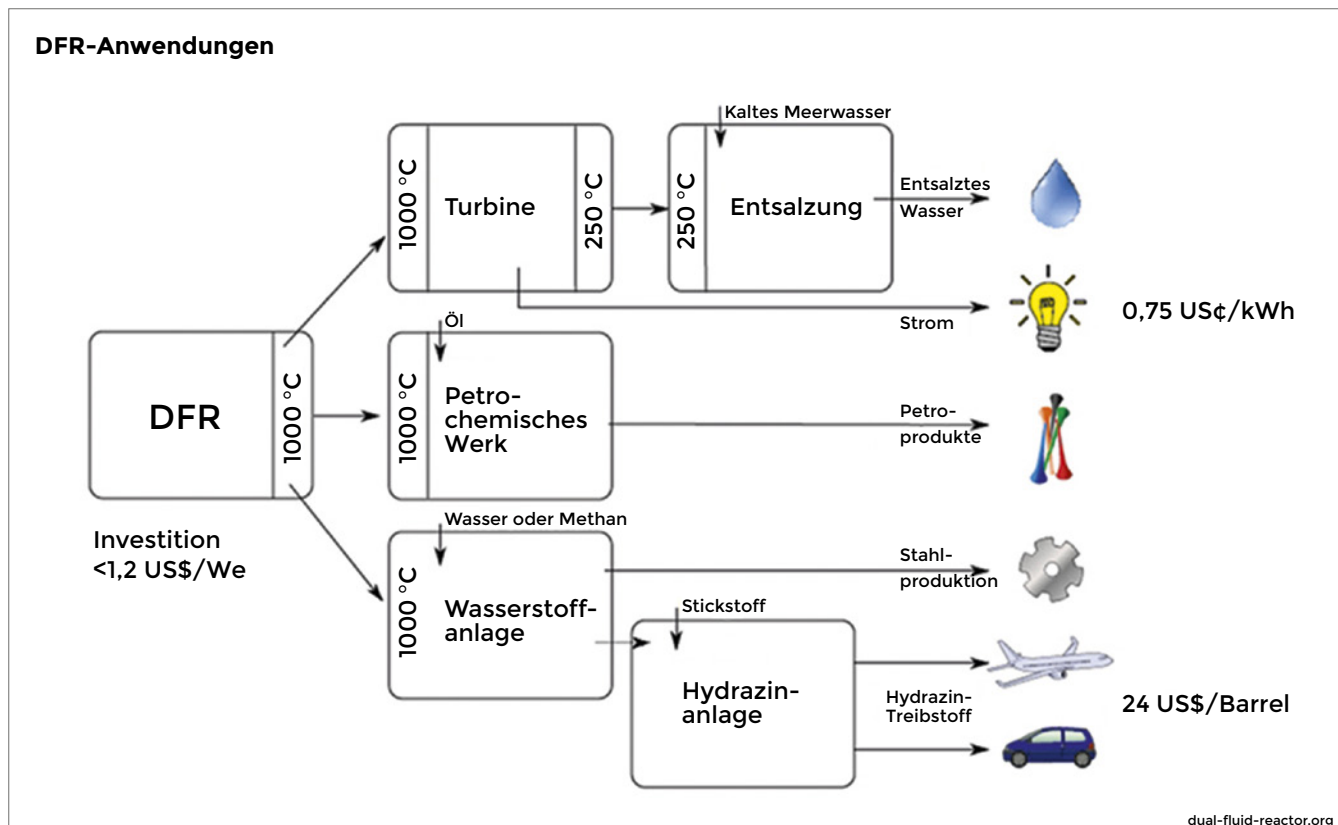 DFR-Anwendungen
Kaltes Meerwasser
1000 °C
Turbine
250 °C
250 °C
Entsalzung
Entsalztes
Wasser
Strom
0,75 US¢/kWh
Öl
DFR
1000 °C
1000 °C
Petro-
chemisches
Werk
Petro-
produkte
Investition
<1,2 US$/We
Wasser oder Methan
1000 °C
Wasserstoff-
anlage
Stahl-
produktion
Stickstoff
Hydrazin-
anlage
Hydrazin-
Treibstoff
24 US$/Barrel
dual-fluid-reactor.org